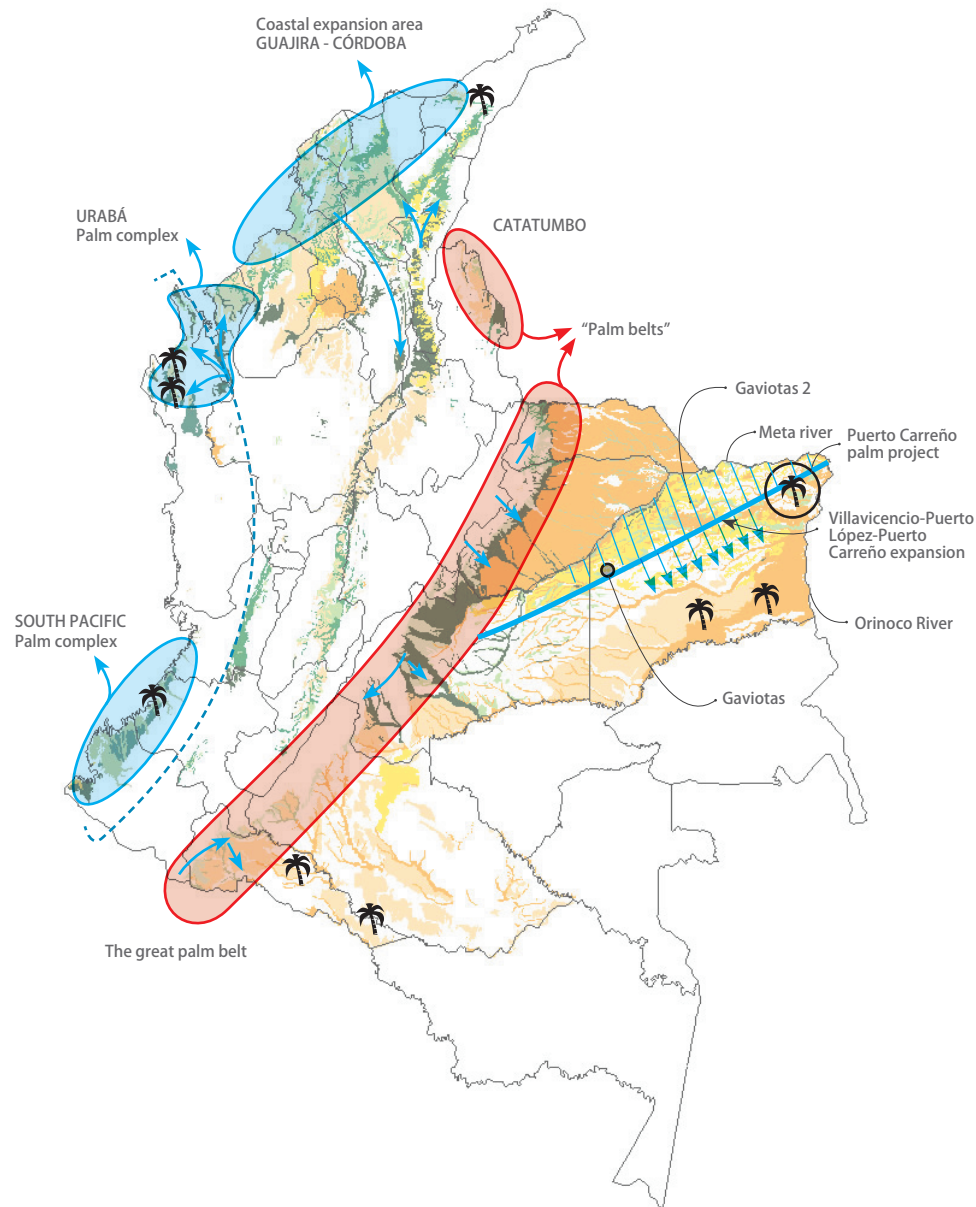 Coastal expansion area
GUAJIRA - CÓRDOBA
URABÁ
Palm complex
CATATUMBO
“Palm belts”
Gaviotas 2
Meta river
Puerto Carreño
palm project
Villavicencio-Puerto
López-Puerto
Carreño expansion
SOUTH PACIFIC
Palm complex
Orinoco River
Gaviotas
The great palm belt